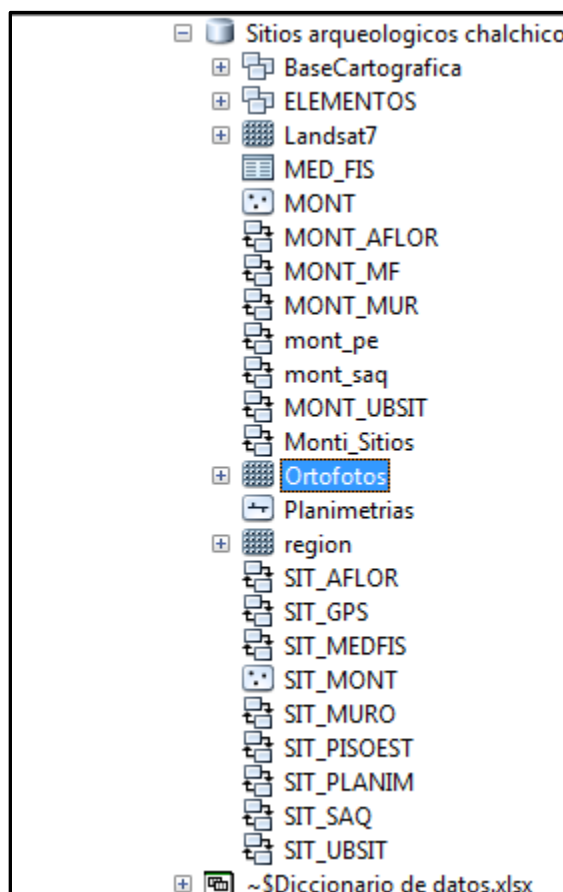 Sitios arqueologicos chalchico
BaseCartografica
ELEMENTOS
Landsat7
MED_FIS
MONT
MONT_AFLOR
MONT_MF
MONT_MUR
mont_pe
mont_saq
MONT_UBSIT
Monti_Sitios
Ortofotos
Planimetrias
region
SIT_AFLOR
SIT_GPS
SIT_MEDFIS
SIT_MONT
SIT_MURO
SIT_PISOEST
SIT_PLANIM
SIT_SAQ
SIT_UBSIT
~$Diccionario de datos.xlsx